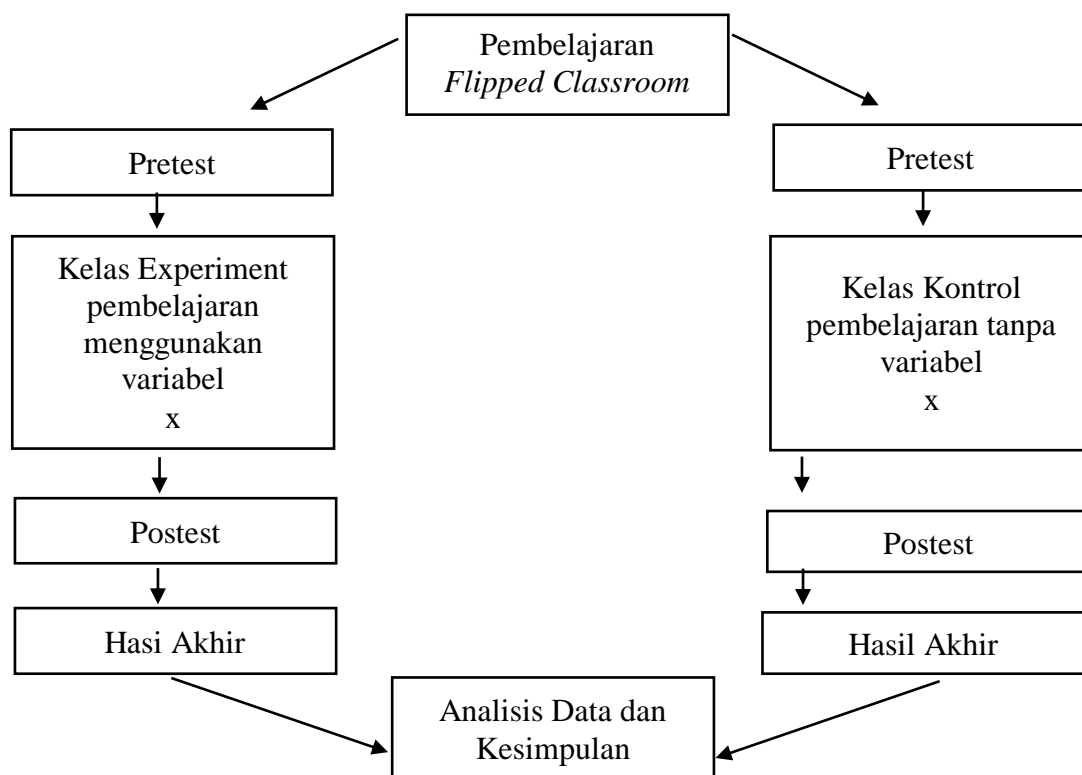 Pembelajaran
Flipped Classroom
Pretest
Pretest
Kelas Experiment
pembelajaran
menggunakan
variabel
x
Kelas Kontrol
pembelajaran tanpa
variabel
x
Postest
Postest
Hasi Akhir
Hasil Akhir
Analisis Data dan
Kesimpulan